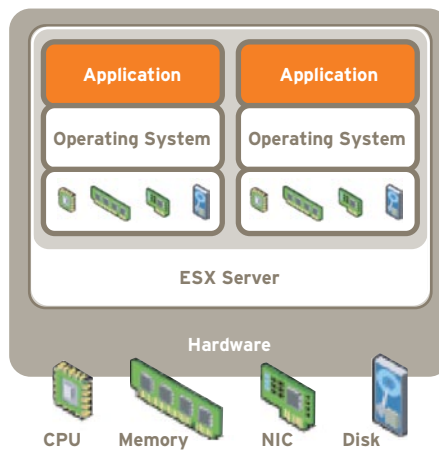 Application Application
Operating System Operating System
ESX Server
Hardware
CPU Memory NIC Disk